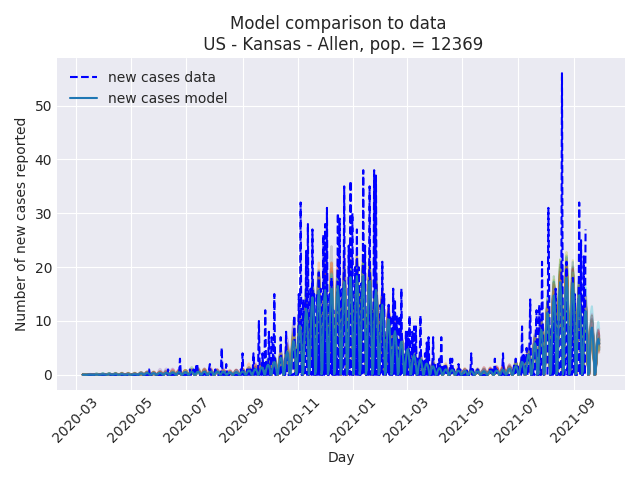 Model comparison to data
US - Kansas - Allen, pop. = 12369
new cases data
new cases model
Number of new cases reported
50
40
30
20
10
0
2020-03
2020-05
2020-07
2020-09
2020-11
2021-01
2021-03
2021-05
2021-07
2021-09
Day